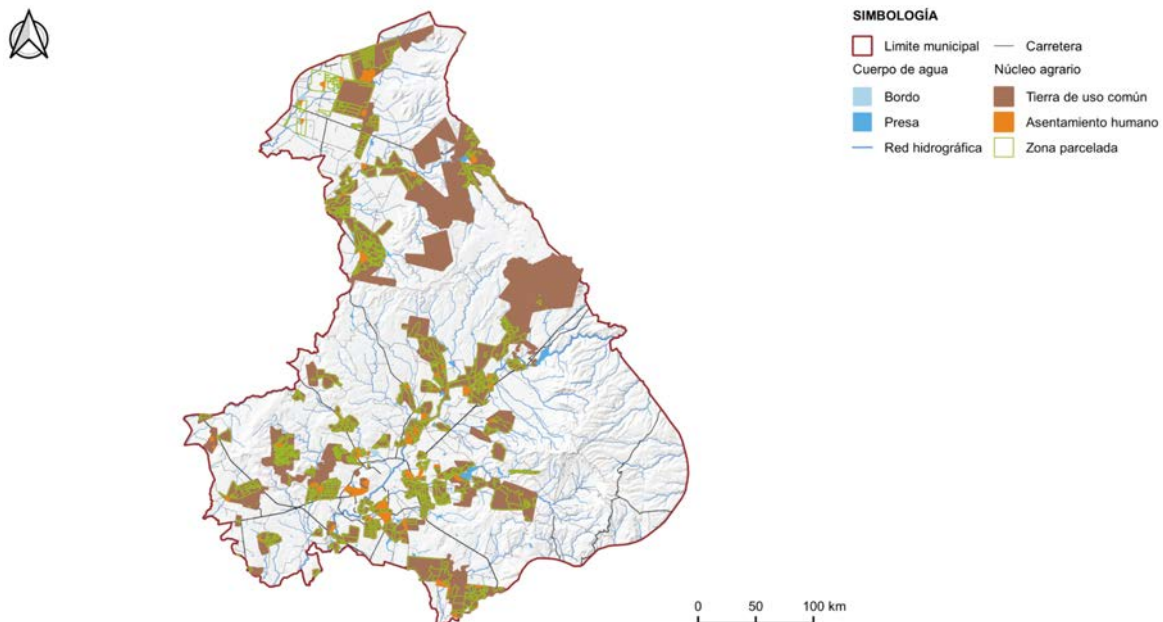 SIMBOLOGÍA
Limite municipal
Carretera
Cuerpo de agua
Núcleo agrario
Bordo
Tierra de uso común
Presa
Asentamiento humano
Red hidrográfica
Zona parcelada
0 50 100 km